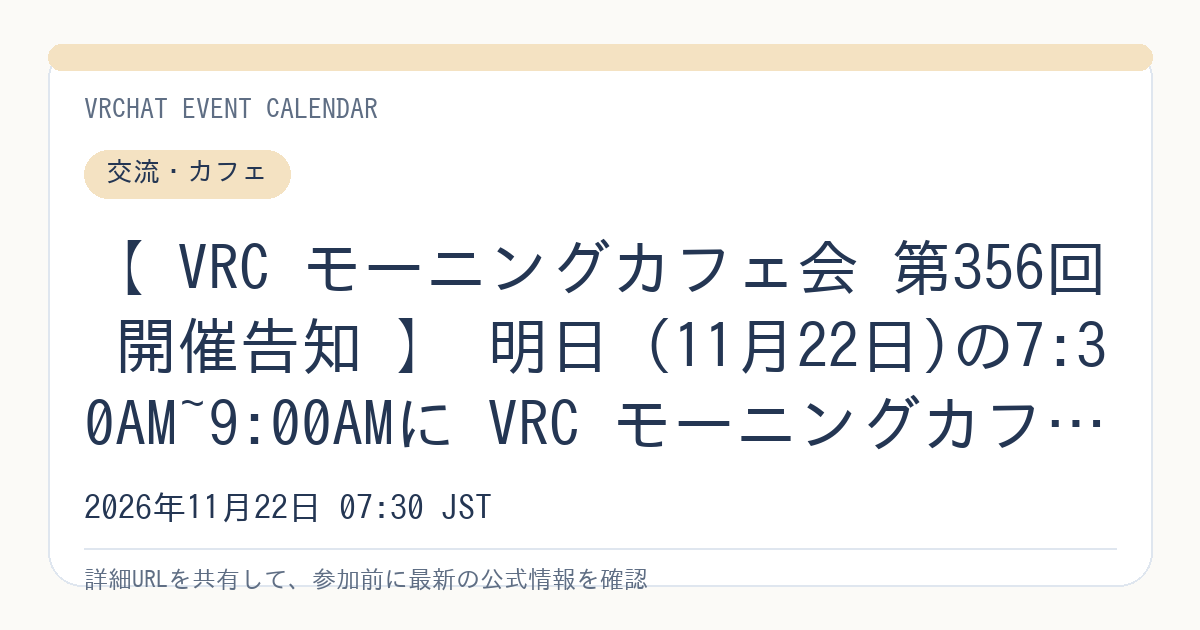 VRCHAT EVENT CALENDAR
交流・カフェ
【 VRC モーニングカフェ会 第356回
開催告知 】 明日 (11月22日)の7:3
0AM~9:00AMに VRC モーニングカフ…
2026年11月22日 07:30 JST
詳細URLを共有して、参加前に最新の公式情報を確認